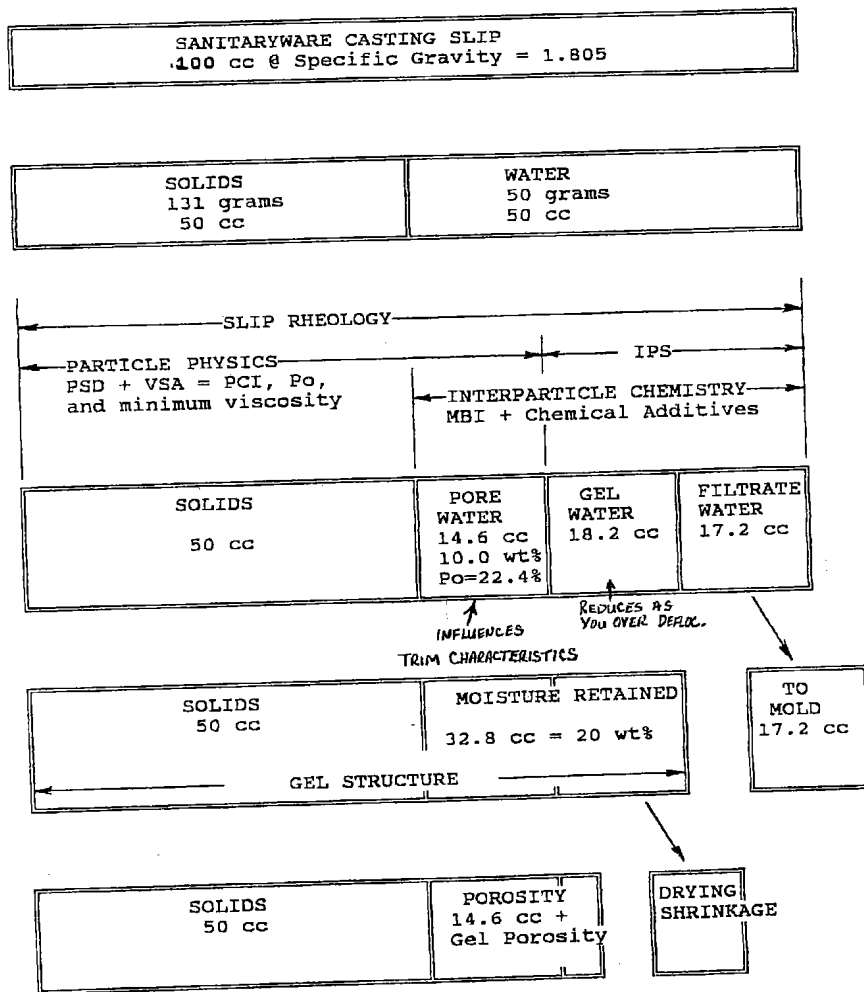 SANITARYWARE CASTING SLIP
.100 cc @ Specific Gravity = 1.805
SOLIDS
131 grams
50 cc
WATER
50 grams
50 cc
SLIP RHEOLOGY
PARTICLE PHYSICS
PSD + VSA = PCI, Po,
and minimum viscosity
IPS
INTERPARTICLE CHEMISTRY
MBI + Chemical Additives
SOLIDS
50 cc
PORE
WATER
14.6 cc
10.0 wt%
Po=22.4%
GEL
WATER
18.2 cc
FILTRATE
WATER
17.2 cc
INFLUENCES
TRIM CHARACTERISTICS
REDUCES AS
YOU OVER DEFLOC.
SOLIDS
50 cc
MOISTURE RETAINED
32.8 cc = 20 wt%
GEL STRUCTURE
TO
MOLD
17.2 cc
SOLIDS
50 cc
POROSITY
14.6 cc +
Gel Porosity
DRYING
SHRINKAGE